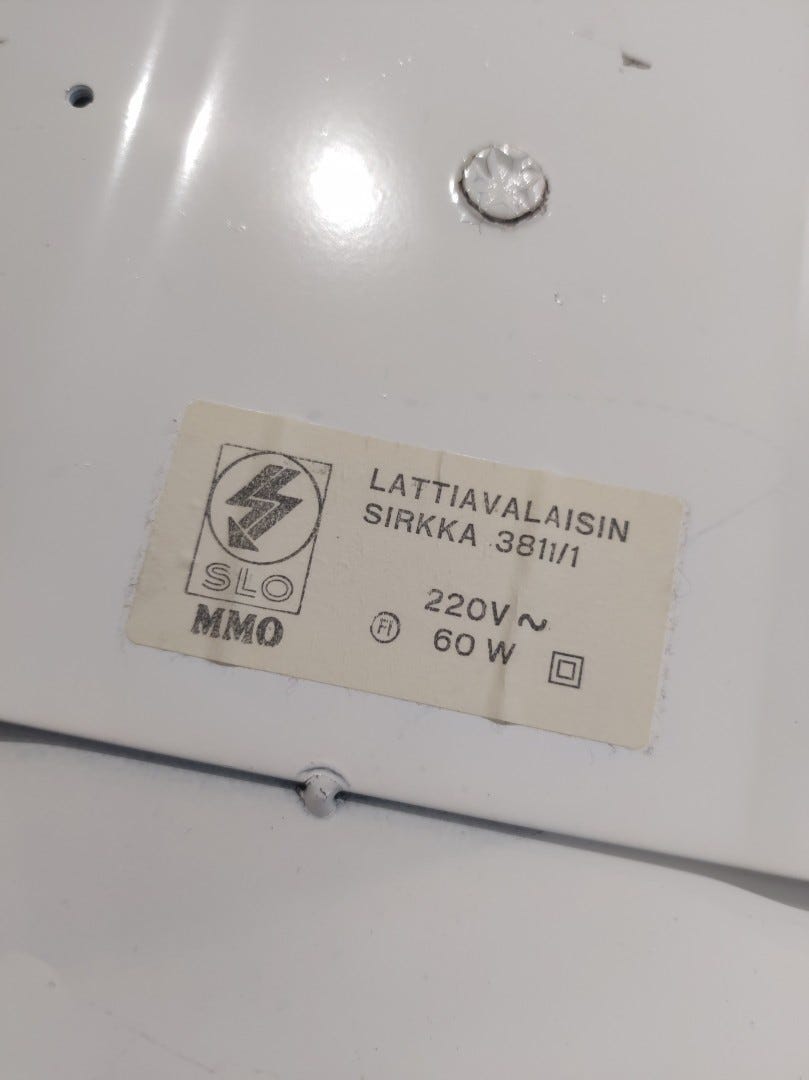 SLO
MMO
LATTIAVALAISIN
SIRKKA 3811/1
220V ~
FI 60 W